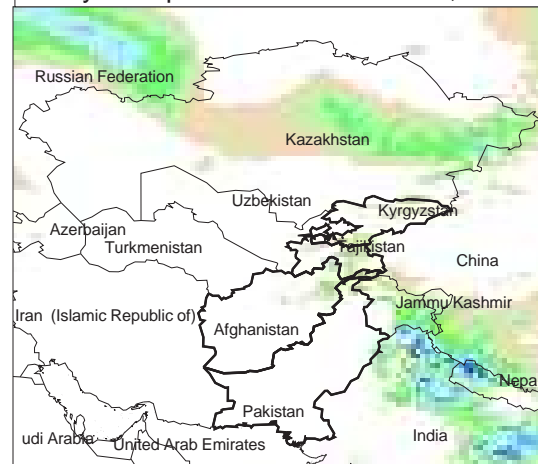 Russian Federation
Kazakhstan
Uzbekistan
Kyrgyzstan
Azerbaijan
Turkmenistan
Tajikistan
China
Iran (Islamic Republic of)
Jammu Kashmir
Afghanistan
Nepa
Pakistan
udi Arabia
United Arab Emirates
India